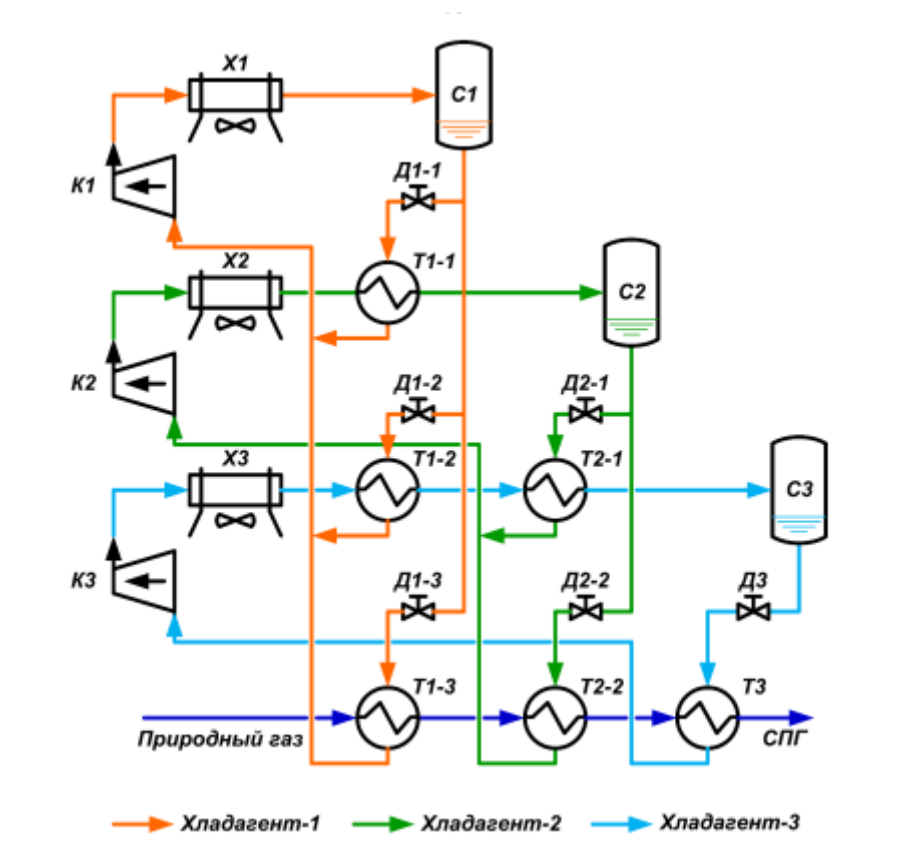 Х1
С1
Д1-1
К1
Х2
Т1-1
С2
К2
Д1-2
Д2-1
Х3
Т1-2
Т2-1
С3
К3
Д1-3
Д2-2
Д3
Т1-3
Т2-2
Т3
Природный газ
СПГ
Хладагент-1
Хладагент-2
Хладагент-3